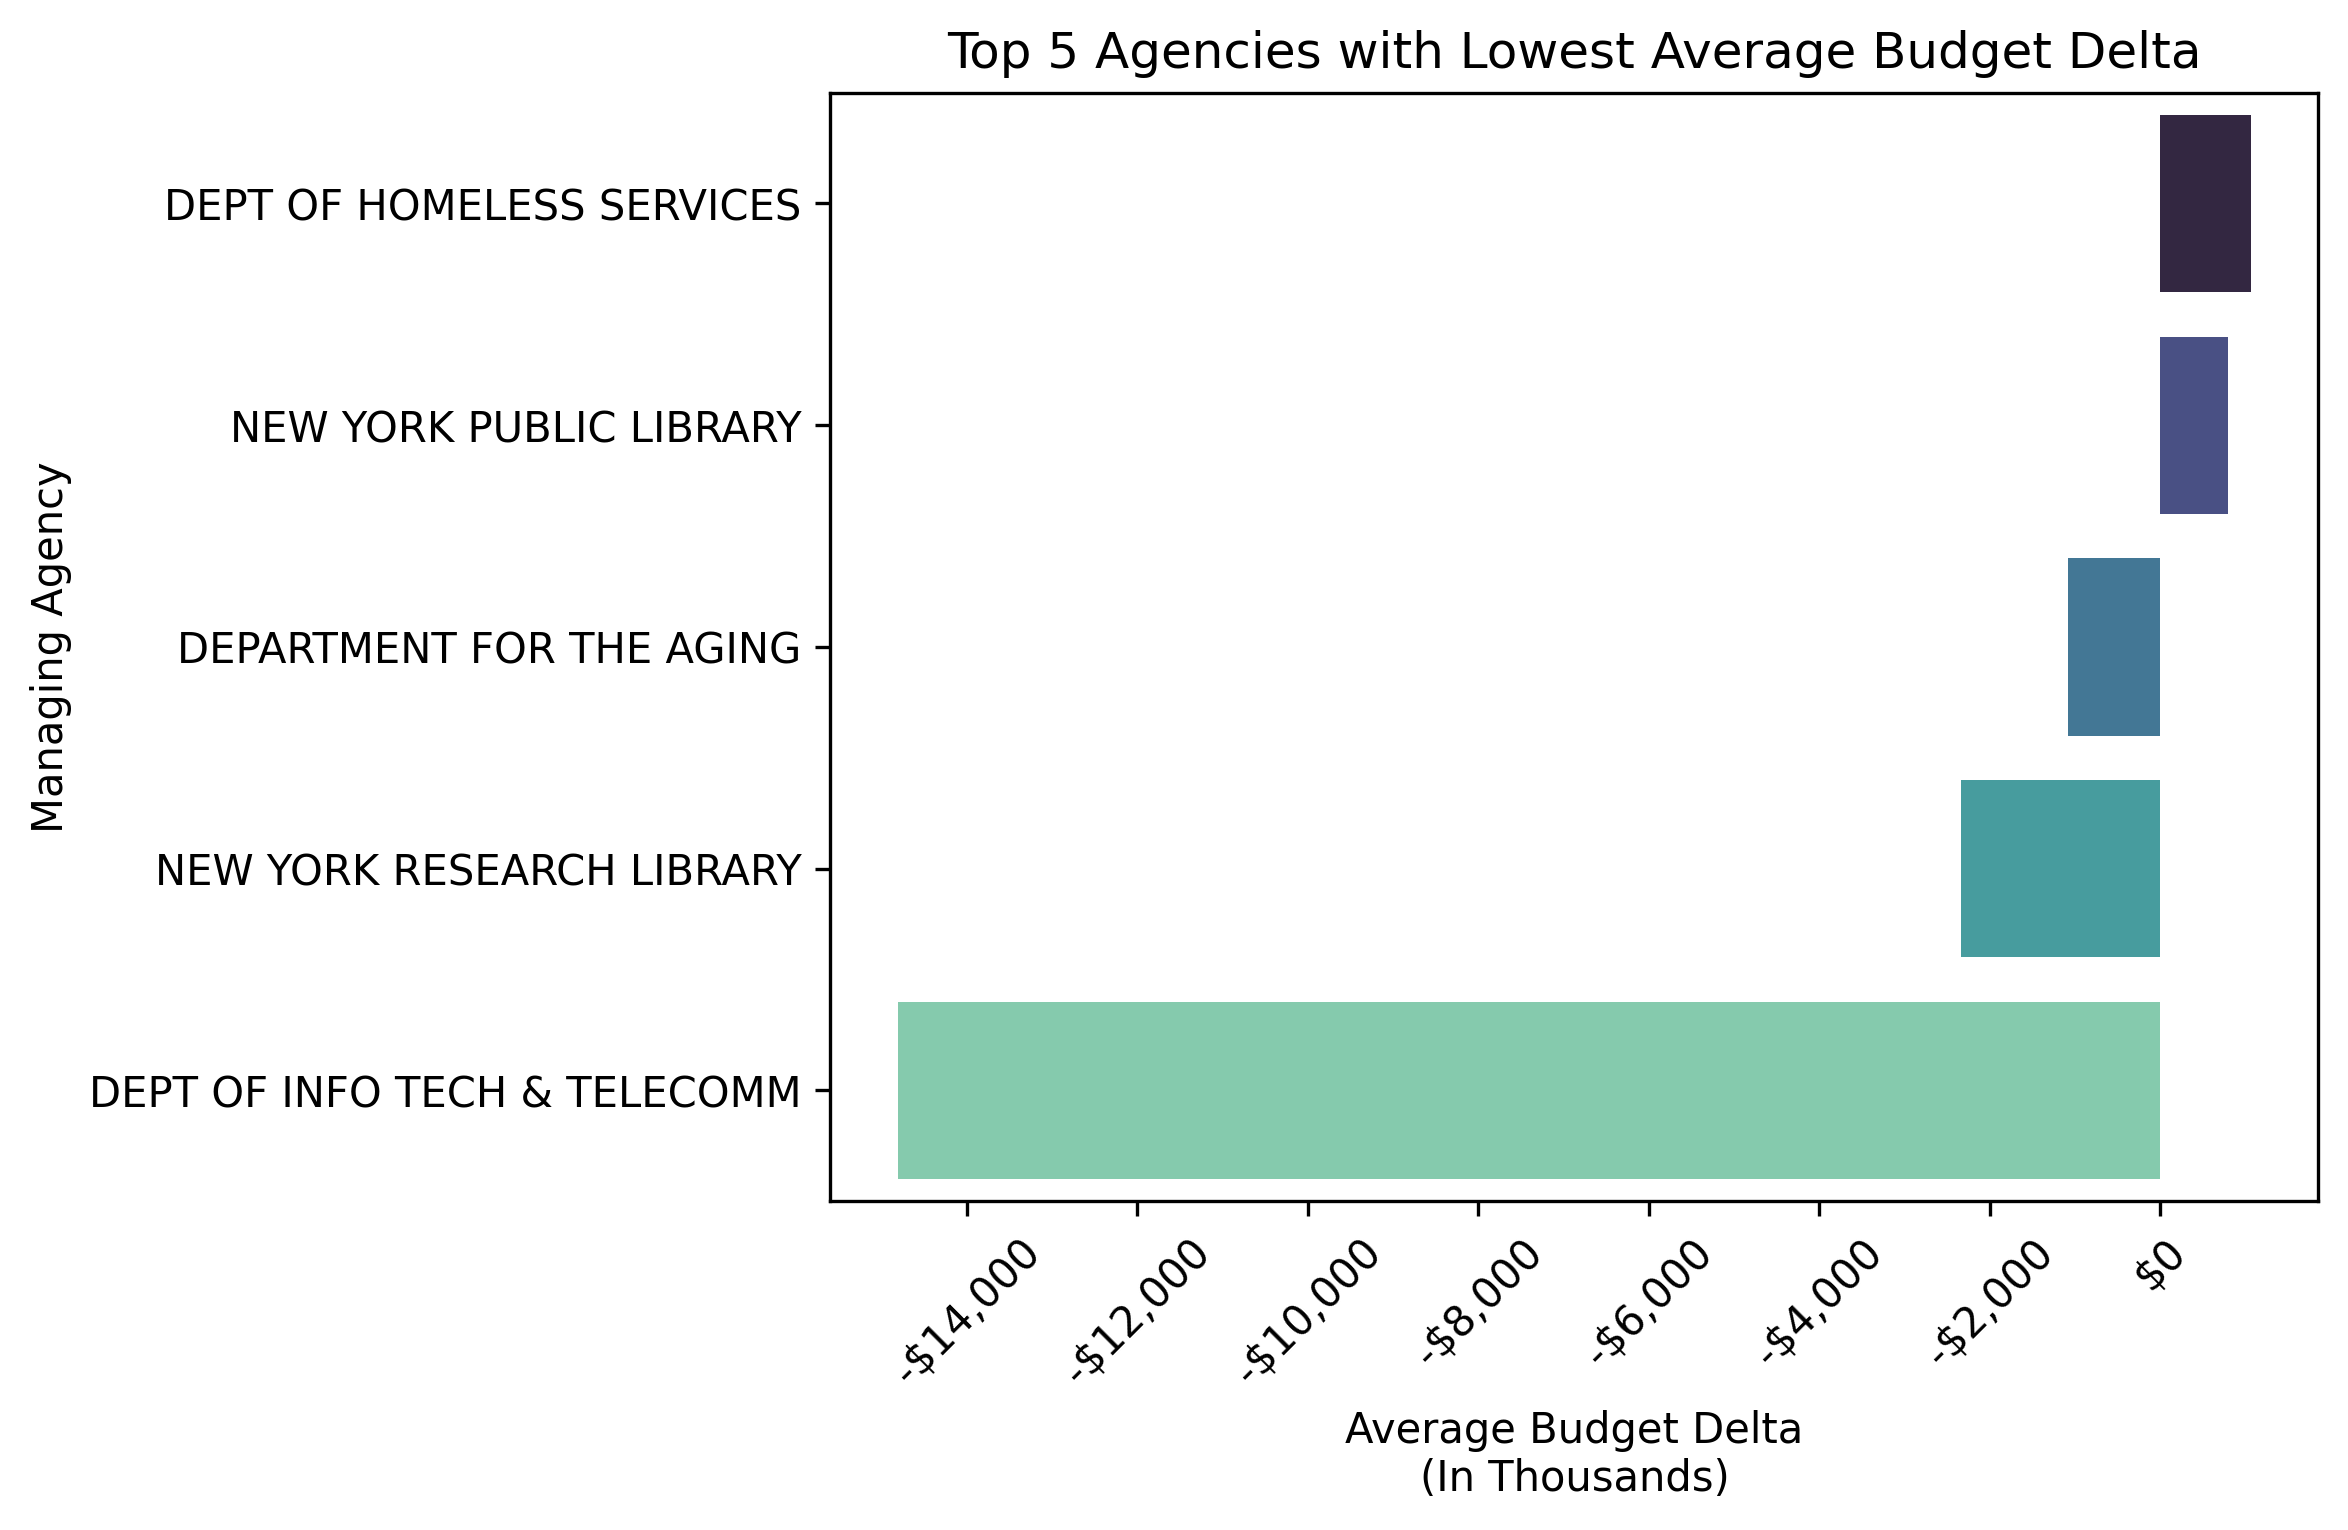 Top 5 Agencies with Lowest Average Budget Delta
Managing Agency
DEPT OF HOMELESS SERVICES
NEW YORK PUBLIC LIBRARY
DEPARTMENT FOR THE AGING
NEW YORK RESEARCH LIBRARY
DEPT OF INFO TECH & TELECOMM
-$14,000
-$12,000
-$10,000
-$8,000
-$6,000
-$4,000
-$2,000
$0
Average Budget Delta
(In Thousands)